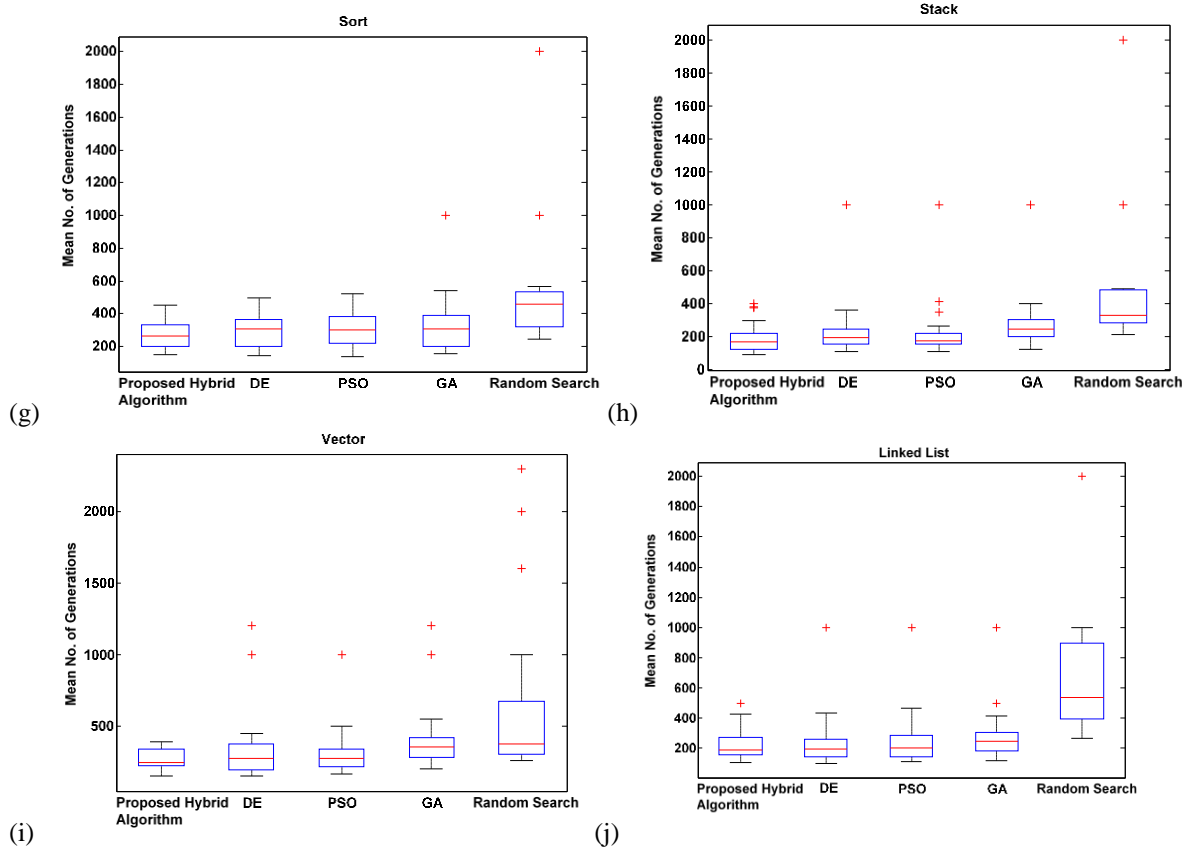 Sort
Mean No. of Generations
2000
1800
1600
1400
1200
1000
800
600
400
200
Proposed Hybrid Algorithm
DE
PSO
GA
Random Search
(g)
Stack
Mean No. of Generations
2000
1800
1600
1400
1200
1000
800
600
400
200
0
Proposed Hybrid Algorithm
DE
PSO
GA
Random Search
(h)
Vector
Mean No. of Generations
2000
1500
1000
500
Proposed Hybrid Algorithm
DE
PSO
GA
Random Search
(i)
Linked List
Mean No. of Generations
2000
1800
1600
1400
1200
1000
800
600
400
200
Proposed Hybrid Algorithm
DE
PSO
GA
Random Search
(j)